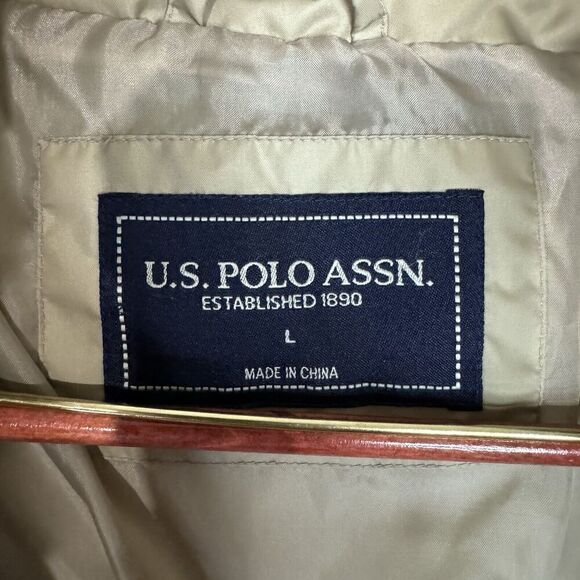 U.S. POLO ASSN.
ESTABLISHED 1890
L
MADE IN CHINA